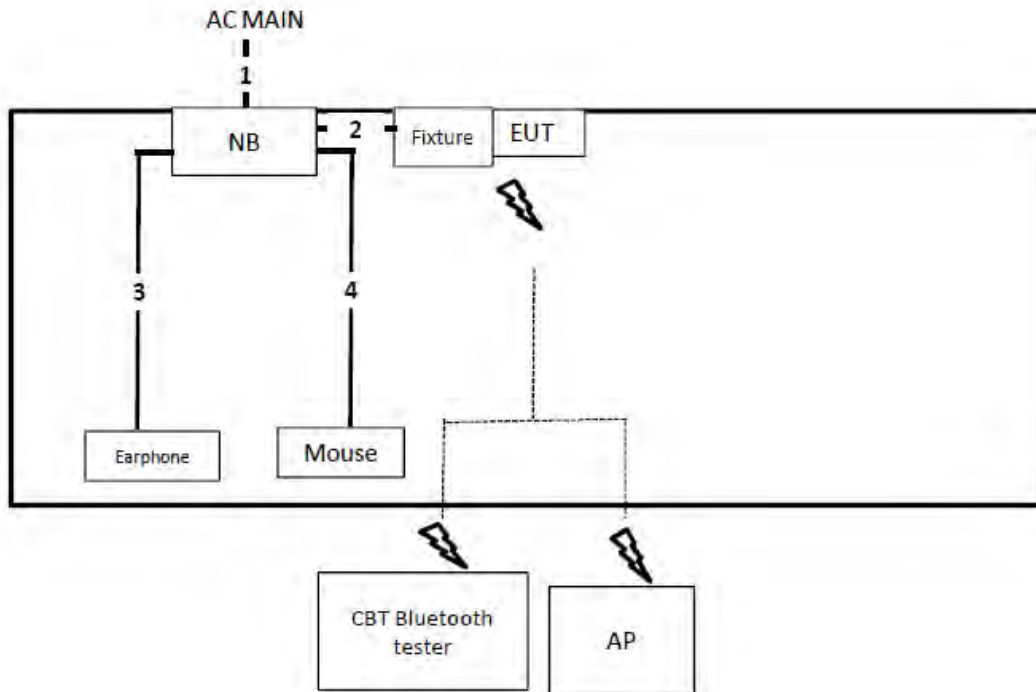 AC MAIN
1
NB
2
Fixture
EUT
3
4
Earphone
Mouse
CBT Bluetooth
tester
AP